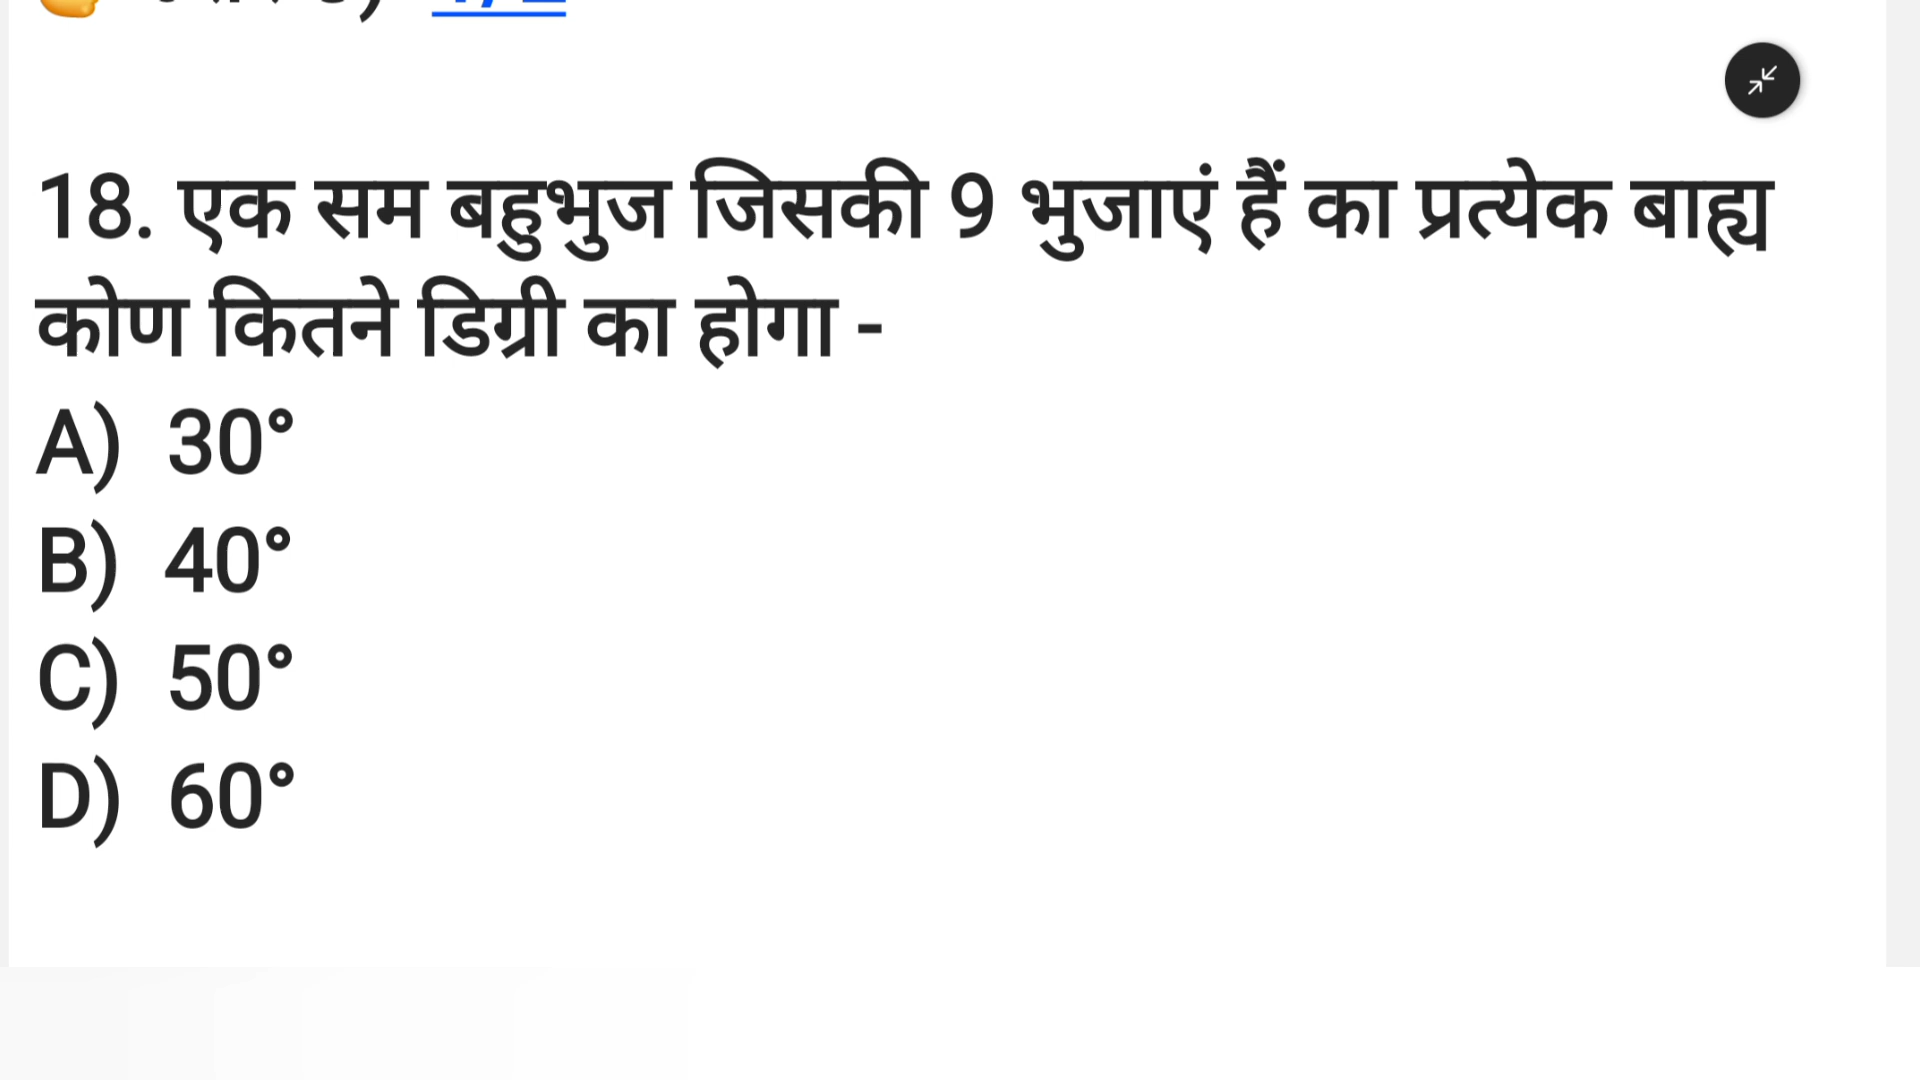 18. एक सम बहुभुज जिसकी 9 भुजाएं हैं का प्रत्येक बाह्य
कोण कितने डिग्री का होगा -
A) 30°
B) 40°
C) 50°
D) 60°